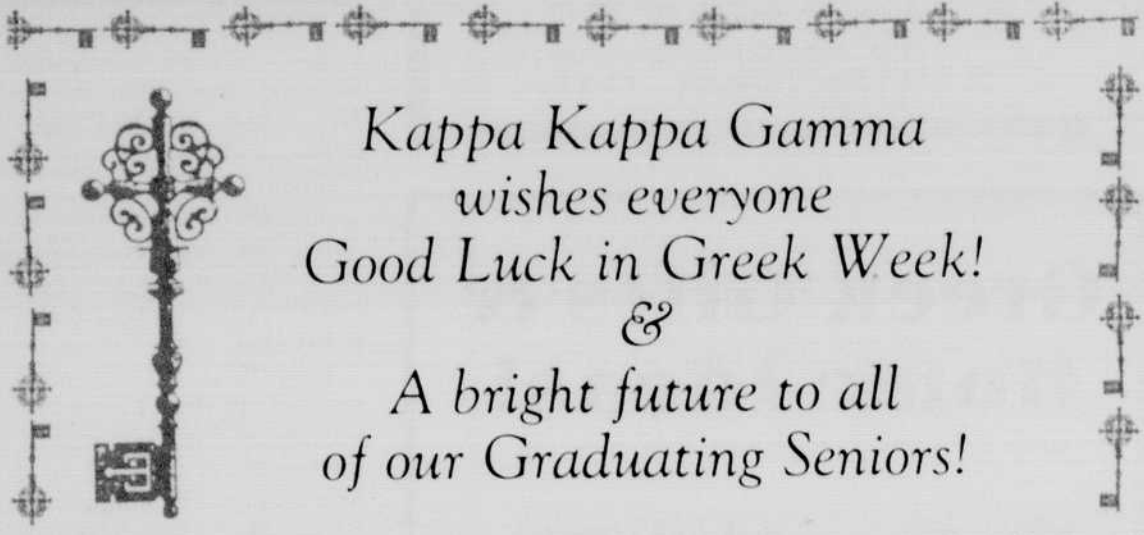 Kappa Kappa Gamma
wishes everyone
Good Luck in Greek Week!
&
A bright future to all
of our Graduating Seniors!